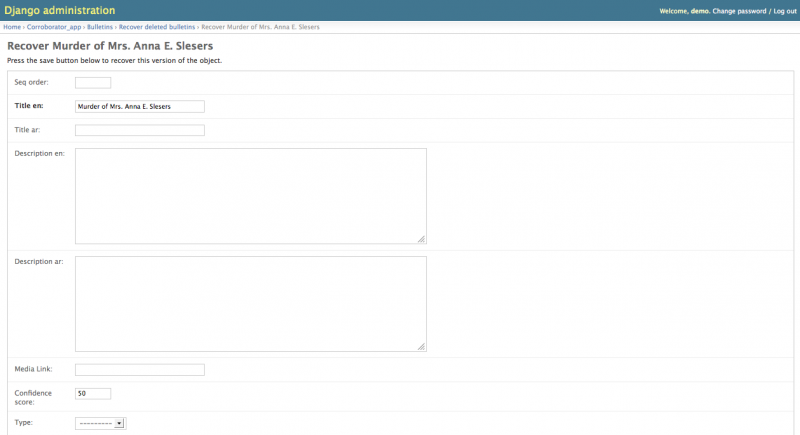 Django administration
Welcome, demo. Change password / Log out
Home › Corroborator_app › Bulletins › Recover deleted bulletins › Recover Murder of Mrs. Anna E. Slesers
Recover Murder of Mrs. Anna E. Slesers
Press the save button below to recover this version of the object.
Seq order:
Title en: Murder of Mrs. Anna E. Slesers
Title ar:
Description en:
Description ar:
Media Link:
Confidence score: 50
Type: ---------